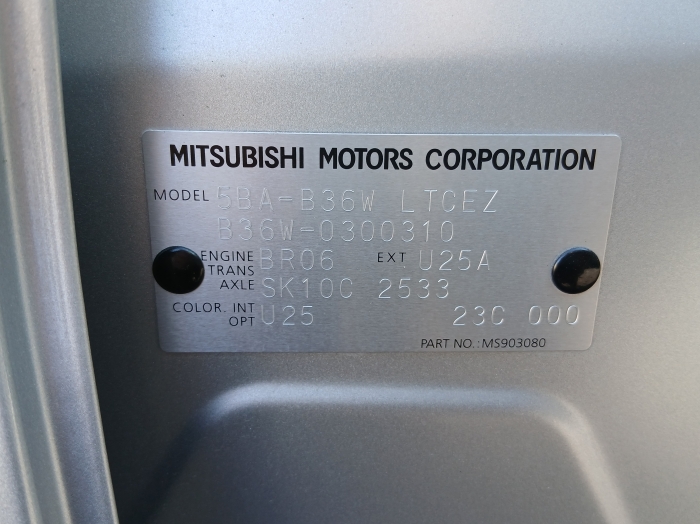 MITSUBISHI MOTORS CORPORATION
MODEL 5BA-B36W LTCEZ
B36W-0300310
ENGINE BR06 EXT U25A
TRANS
AXLE SK10C 2533
COLOR. INT U25 23C 000
OPT
PART NO.: MS903080